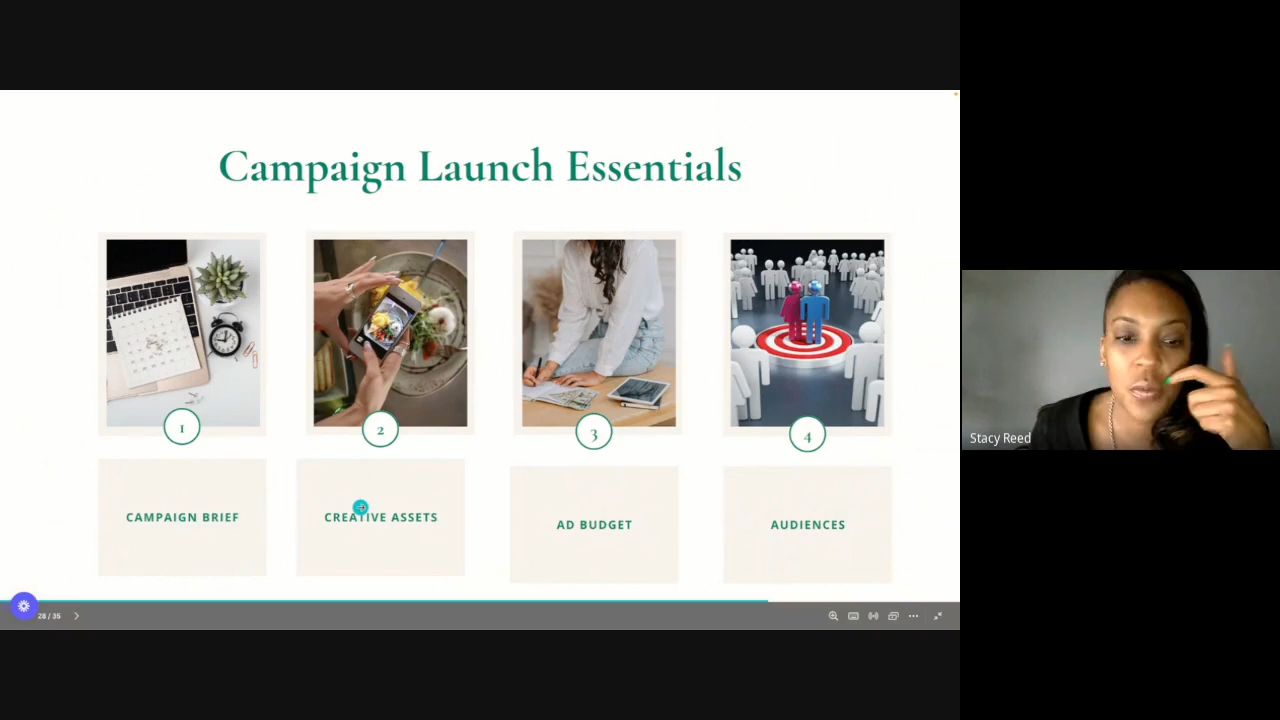 Campaign Launch Essentials
1
2
3
4
CAMPAIGN BRIEF
CREATIVE ASSETS
AD BUDGET
AUDIENCES
28 / 35
Stacy Reed